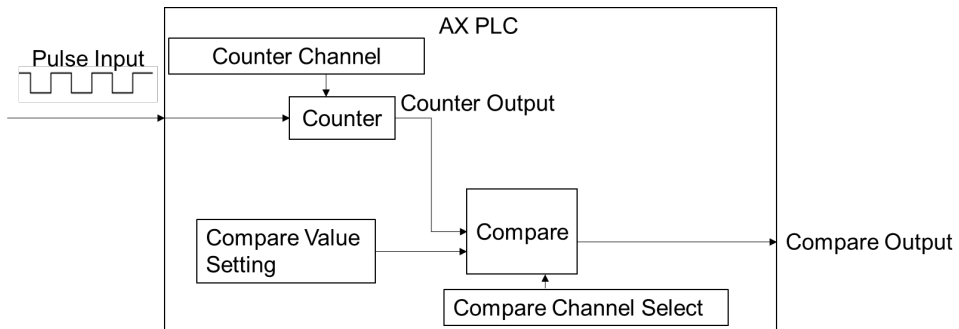 AX PLC
Pulse Input
Counter Channel
Counter
Counter Output
Compare Value
Setting
Compare
Compare Output
Compare Channel Select